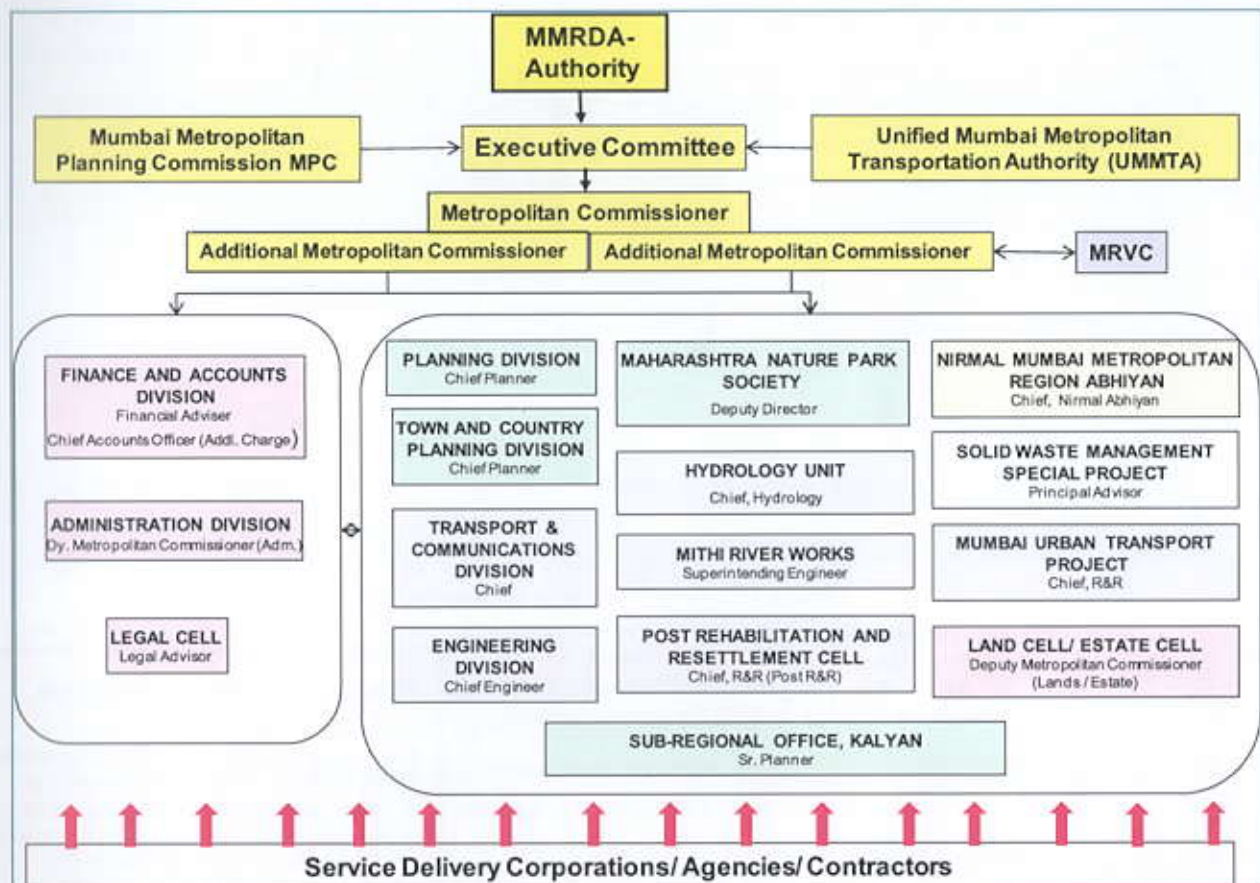 MMRDA-
Authority
Mumbai Metropolitan
Planning Commission MPC
Executive Committee
Unified Mumbai Metropolitan
Transportation Authority (UMMTA)
Metropolitan Commissioner
Additional Metropolitan Commissioner
Additional Metropolitan Commissioner
MRVC
FINANCE AND ACCOUNTS
DIVISION
Financial Adviser
Chief Accounts Officer (Addl. Charge)
ADMINISTRATION DIVISION
Dy. Metropolitan Commissioner (Adm.)
LEGAL CELL
Legal Advisor
PLANNING DIVISION
Chief Planner
TOWN AND COUNTRY
PLANNING DIVISION
Chief Planner
TRANSPORT &
COMMUNICATIONS
DIVISION
Chief
ENGINEERING
DIVISION
Chief Engineer
MAHARASHTRA NATURE PARK
SOCIETY
Deputy Director
HYDROLOGY UNIT
Chief, Hydrology
MITHI RIVER WORKS
Superintending Engineer
POST REHABILITATION AND
RESETTLEMENT CELL
Chief, R&R (Post R&R)
NIRMAL MUMBAI METROPOLITAN
REGION ABHIYAN
Chief, Nirmal Abhiyan
SOLID WASTE MANAGEMENT
SPECIAL PROJECT
Principal Advisor
MUMBAI URBAN TRANSPORT
PROJECT
Chief, R&R
LAND CELL/ ESTATE CELL
Deputy Metropolitan Commissioner
(Lands / Estate)
SUB-REGIONAL OFFICE, KALYAN
Sr. Planner
Service Delivery Corporations/ Agencies/ Contractors